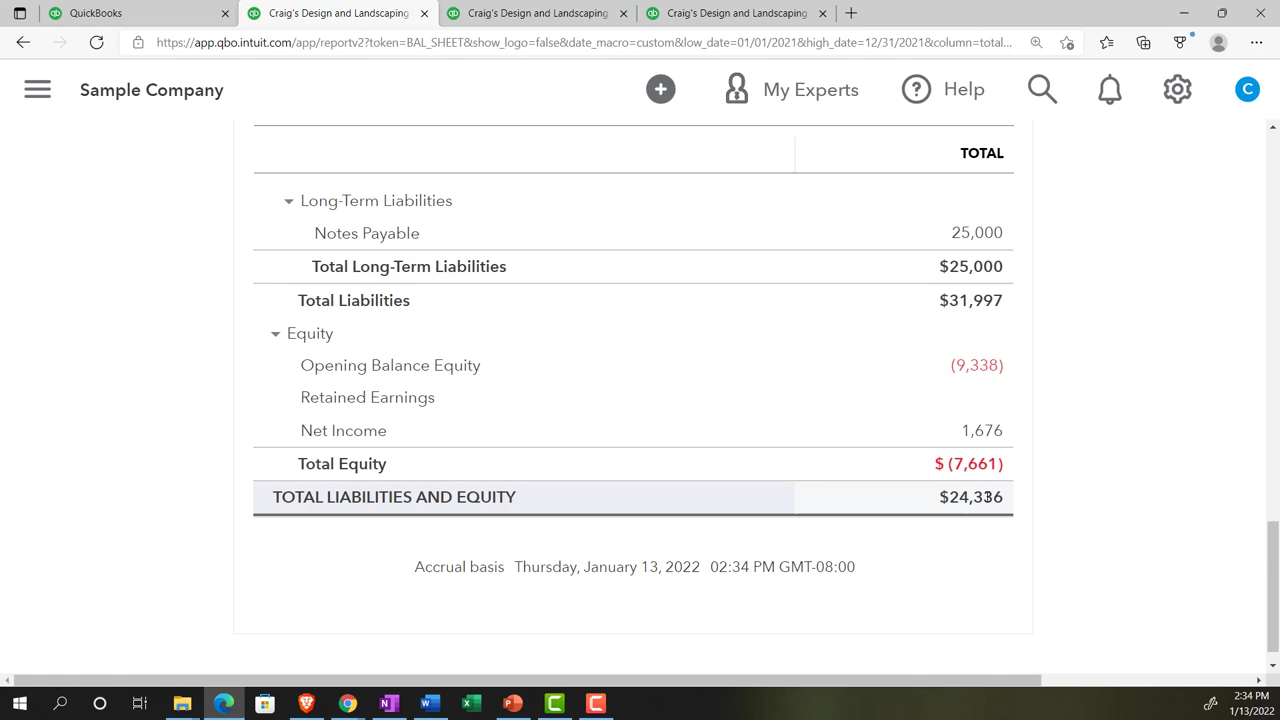 QuickBooks
Craig's Design and Landscaping
Craig's Design and Landscaping
Craig's Design and Landscaping
https://app.qbo.intuit.com/app/reportv2?token=BAL_SHEET&show_logo=false&date_macro=custom&low_date=01/01/2021&high_date=12/31/2021&column=total...
Sample Company
My Experts
Help
C
TOTAL
Long-Term Liabilities
Notes Payable 25,000
Total Long-Term Liabilities $25,000
Total Liabilities $31,997
Equity
Opening Balance Equity (9,338)
Retained Earnings
Net Income 1,676
Total Equity $ (7,661)
TOTAL LIABILITIES AND EQUITY $24,336
Accrual basis Thursday, January 13, 2022 02:34 PM GMT-08:00
2:34 PM
1/13/2022